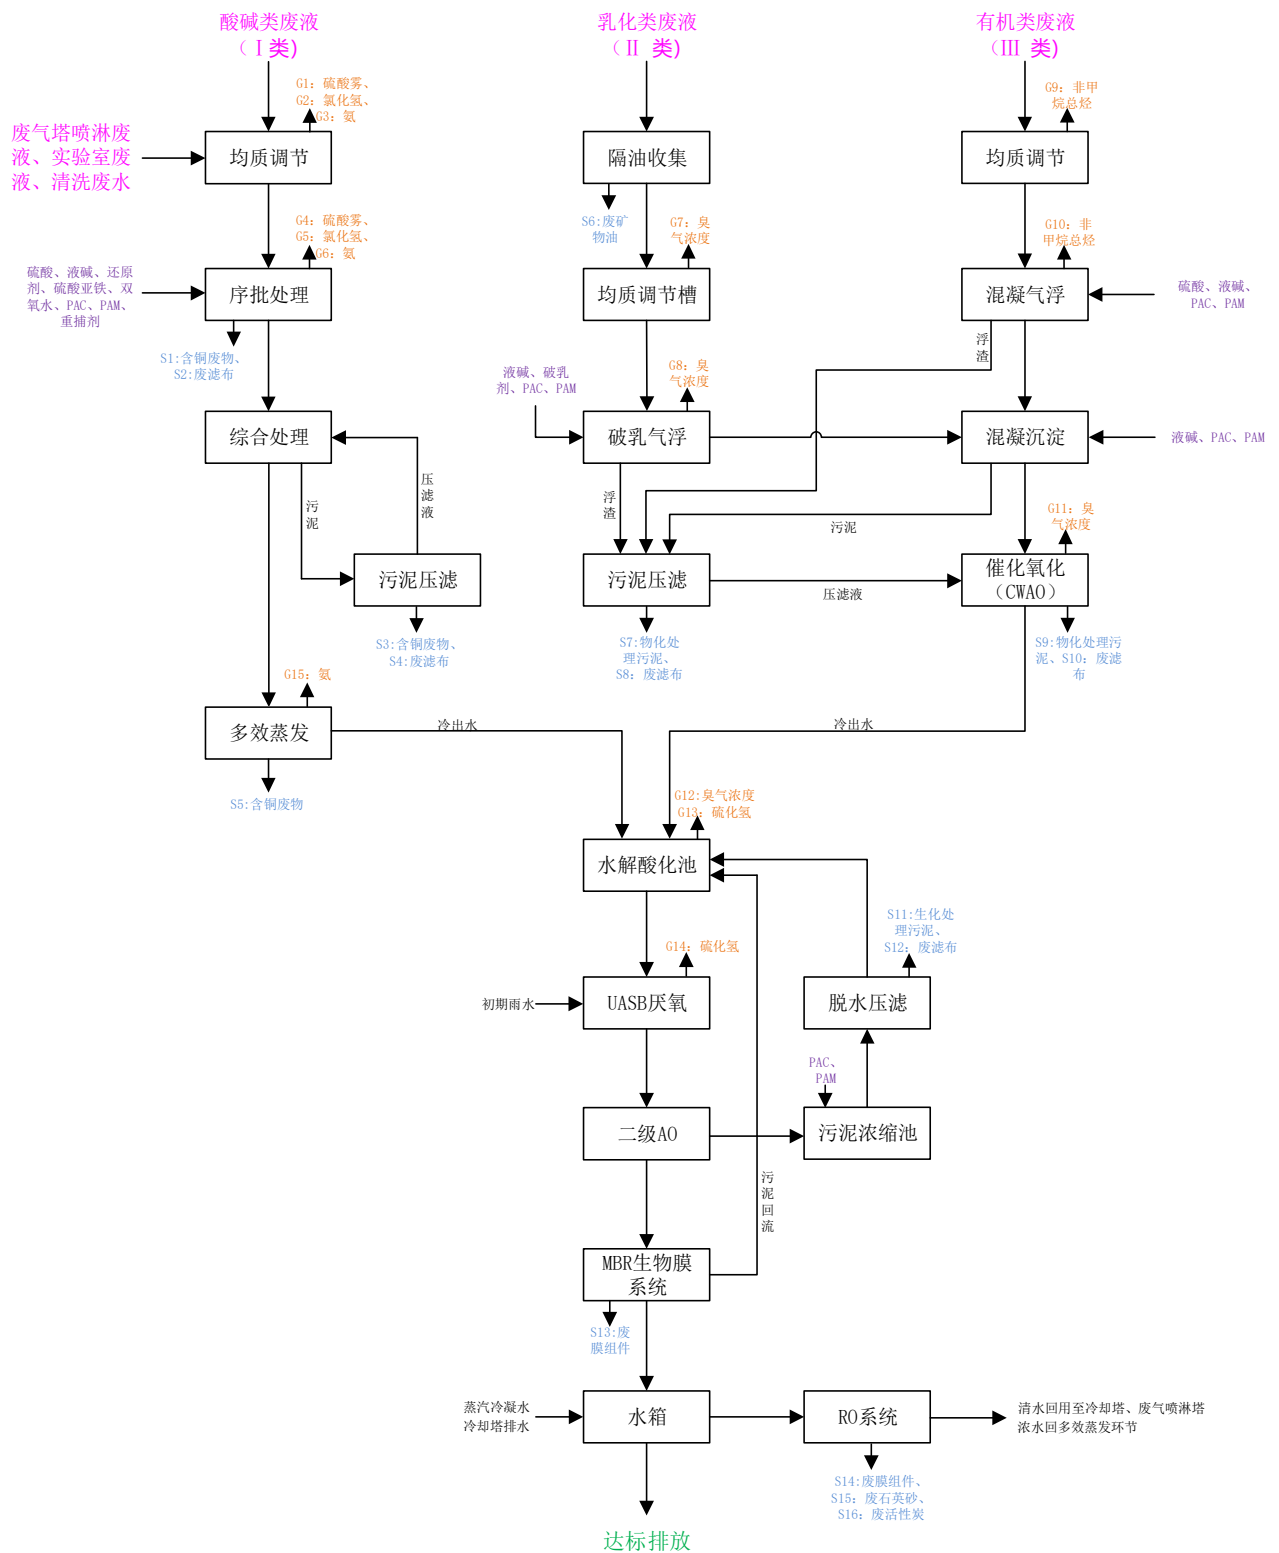 酸碱类废液
（Ⅰ类)
乳化类废液
（Ⅱ 类)
有机类废液
(Ⅲ 类)
G1：硫酸雾、
G2：氯化氢、
G3：氨
G9：非甲
烷总烃
废气塔喷淋废
液、实验室废
液、清洗废水
均质调节
隔油收集
均质调节
S6:废矿
物油
G4：硫酸雾、
G5：氯化氢、
G6：氨
G7：臭
气浓度
G10：非
甲烷总烃
硫酸、液碱、还原
剂、硫酸亚铁、双
氧水、PAC、PAM、
重捕剂
序批处理
均质调节槽
混凝气浮
硫酸、液碱、
PAC、PAM
S1:含铜废物、
S2:废滤布
浮渣
液碱、破乳
剂、PAC、PAM
G8：臭
气浓度
综合处理
破乳气浮
混凝沉淀
液碱、PAC、PAM
污泥
压滤液
浮渣
污泥
G11：臭
气浓度
污泥压滤
污泥压滤
压滤液
催化氧化
（CWAO）
S3:含铜废物、
S4:废滤布
S7:物化处
理污泥、
S8：废滤布
S9:物化处理污
泥、S10：废滤
布
G15：氨
多效蒸发
冷出水
冷出水
S5:含铜废物
G12:臭气浓度
G13：硫化氢
水解酸化池
S11:生化处
理污泥、
S12：废滤布
G14：硫化氢
初期雨水
UASB厌氧
脱水压滤
PAC、
PAM
二级AO
污泥浓缩池
污泥回流
MBR生物膜
系统
S13:废
膜组件
蒸汽冷凝水
冷却塔排水
水箱
RO系统
清水回用至冷却塔、废气喷淋塔
浓水回多效蒸发环节
S14:废膜组件、
S15：废石英砂、
S16：废活性炭
达标排放